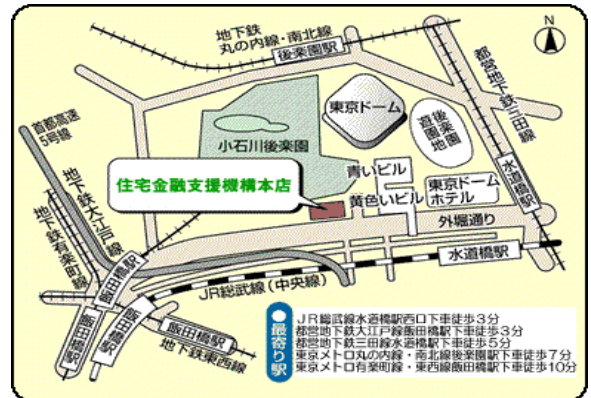 N
地下鉄
丸の内線・南北線
後楽園駅
都営地下鉄三田線
首都高速
5号線
東京ドーム
後楽園
遊園地
小石川後楽園
地下鉄大江戸線
地下鉄有楽町線
青いビル
住宅金融支援機構本店
黄色いビル
東京ドーム
ホテル
水道橋駅
外堀通り
水道橋駅
飯田橋駅
JR総武線(中央線)
飯田橋駅
飯田橋駅
飯田橋駅
地下鉄東西線
●最寄り駅
JR総武線水道橋駅西口下車徒歩3分
都営地下鉄大江戸線飯田橋駅下車徒歩3分
都営地下鉄三田線水道橋駅下車徒歩5分
東京メトロ丸の内線・南北線後楽園駅下車徒歩7分
東京メトロ有楽町線・東西線飯田橋駅下車徒歩10分